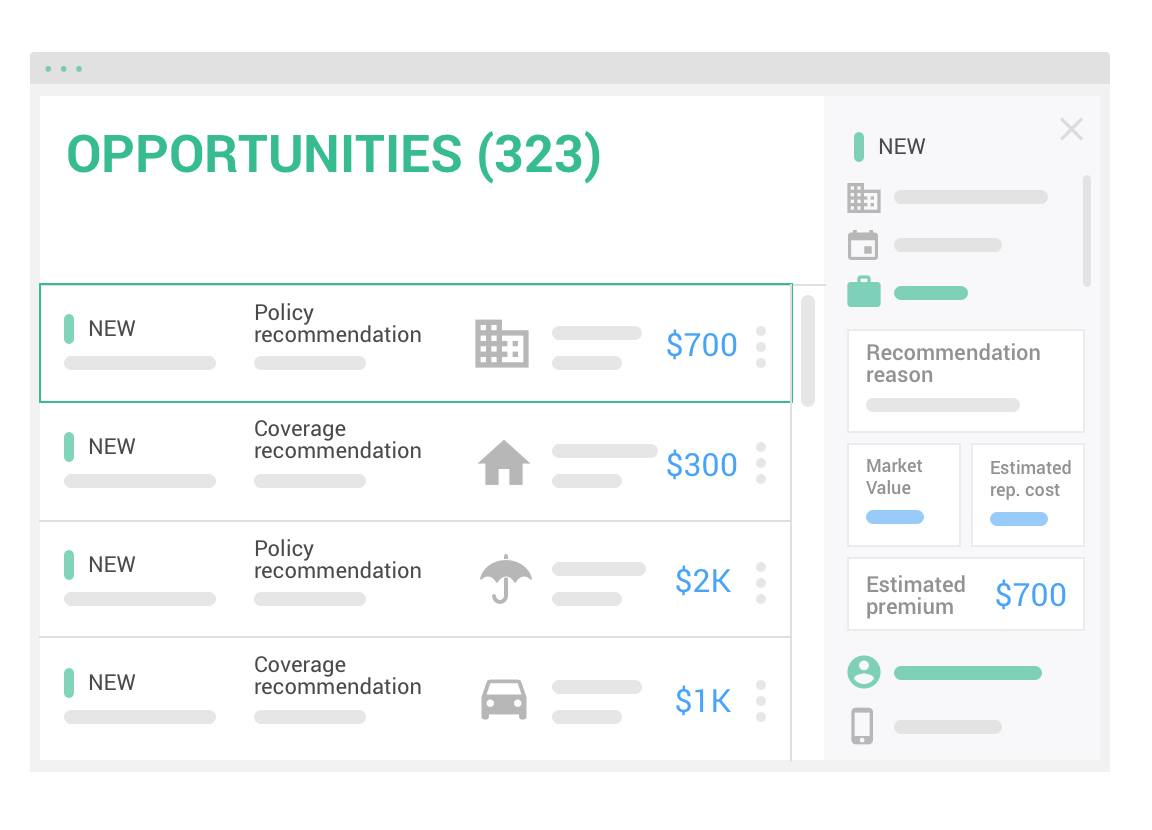 OPPORTUNITIES (323)
NEW
Policy
recommendation
$700
NEW
Coverage
recommendation
$300
NEW
Policy
recommendation
$2K
NEW
Coverage
recommendation
$1K
NEW
Recommendation
reason
Market
Value
Estimated
rep. cost
Estimated
premium
$700